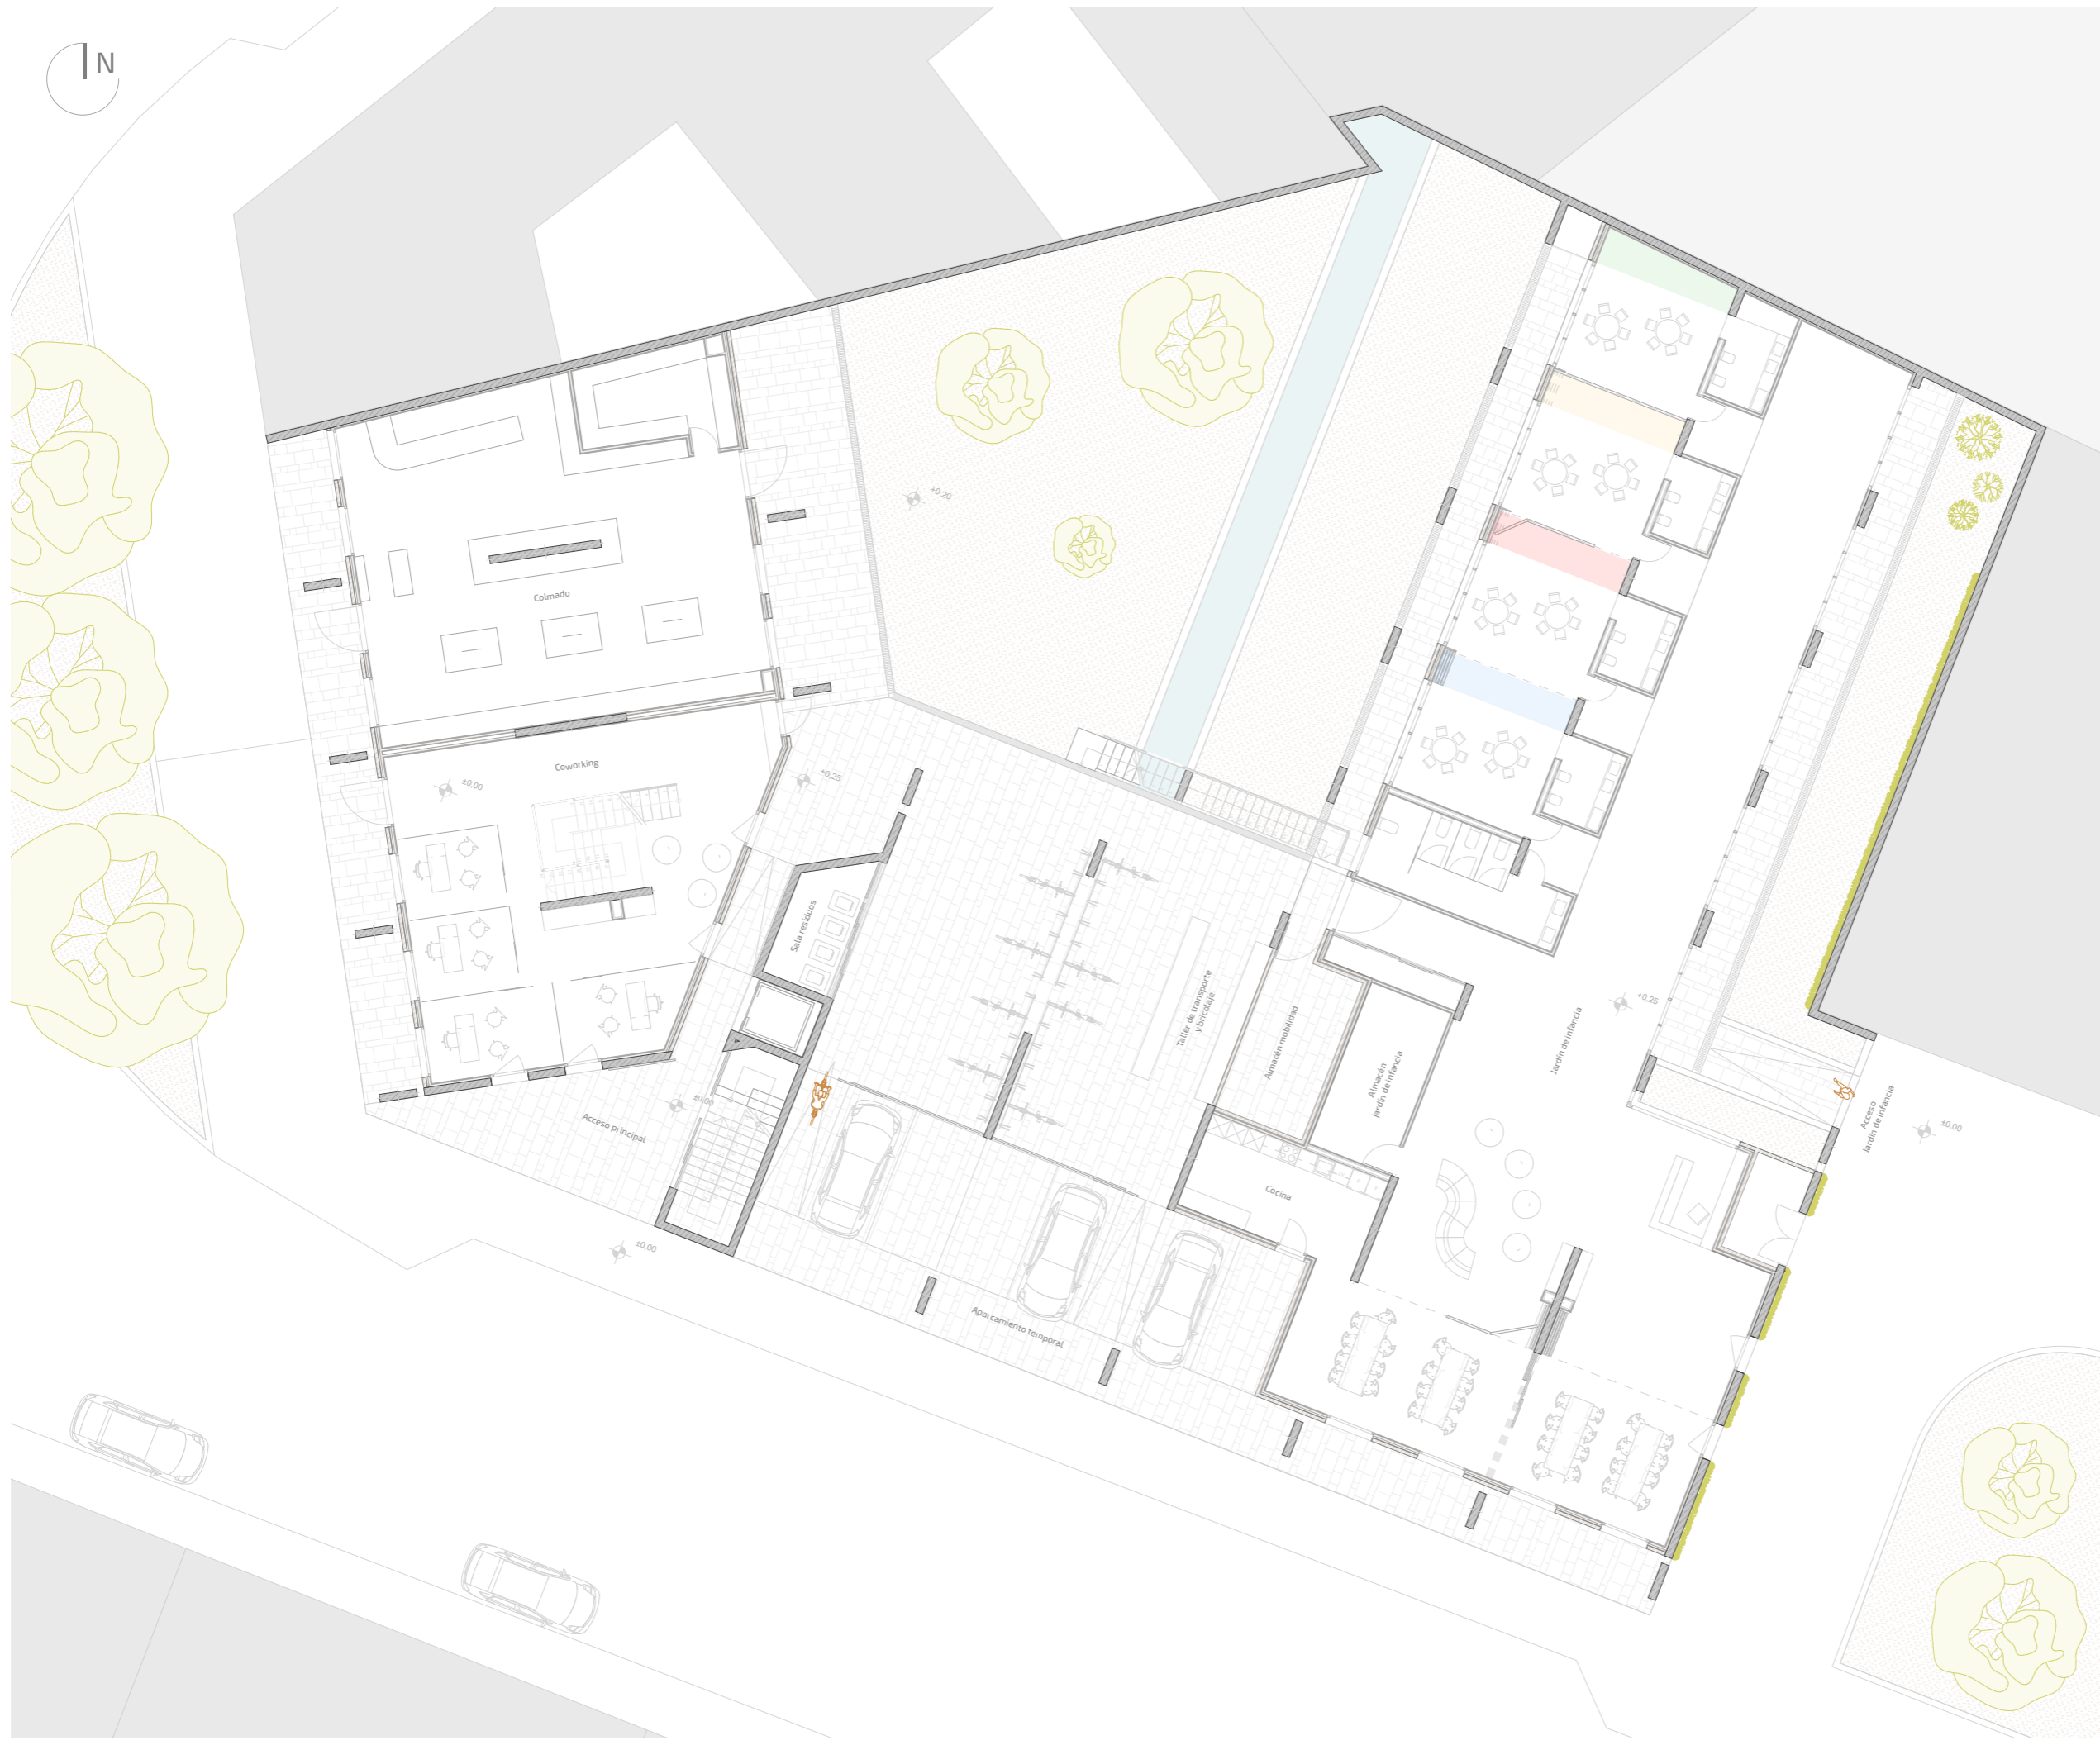 N
+0,20
Colmado
Coworking
±0,00
+0,25
Sala residuos
Taller de transporte
y bricolaje
Almacén mobilidad
Almacén
jardín de infancia
Jardín de infancia
+0,25
Acceso
Jardín de infancia
±0,00
±0,00
Acceso principal
Cocina
±0,00
Aparcamiento temporal